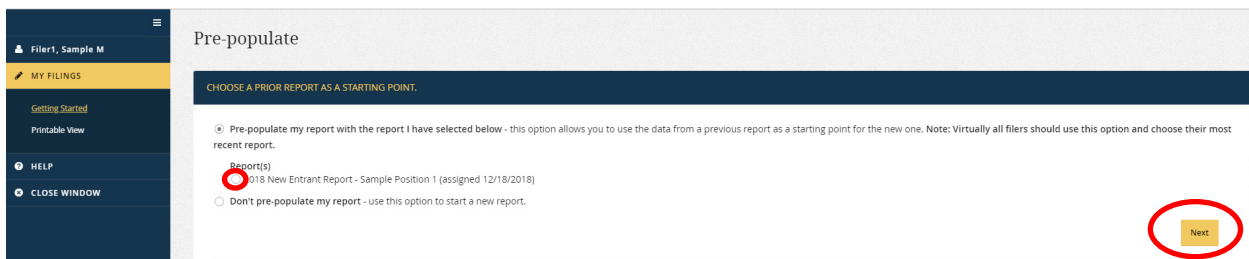 Filer1, Sample M
MY FILINGS
Getting Started
Printable View
HELP
CLOSE WINDOW
Pre-populate
CHOOSE A PRIOR REPORT AS A STARTING POINT.
Pre-populate my report with the report I have selected below - this option allows you to use the data from a previous report as a starting point for the new one. Note: Virtually all filers should use this option and choose their most
recent report.
Report(s)
018 New Entrant Report - Sample Position 1 (assigned 12/18/2018)
Don't pre-populate my report - use this option to start a new report.
Next